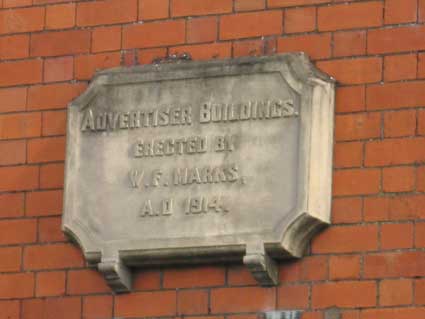 ADVERTISER BUILDINGS.
ERECTED BY
W. F. MARKS,
A.D 1914.